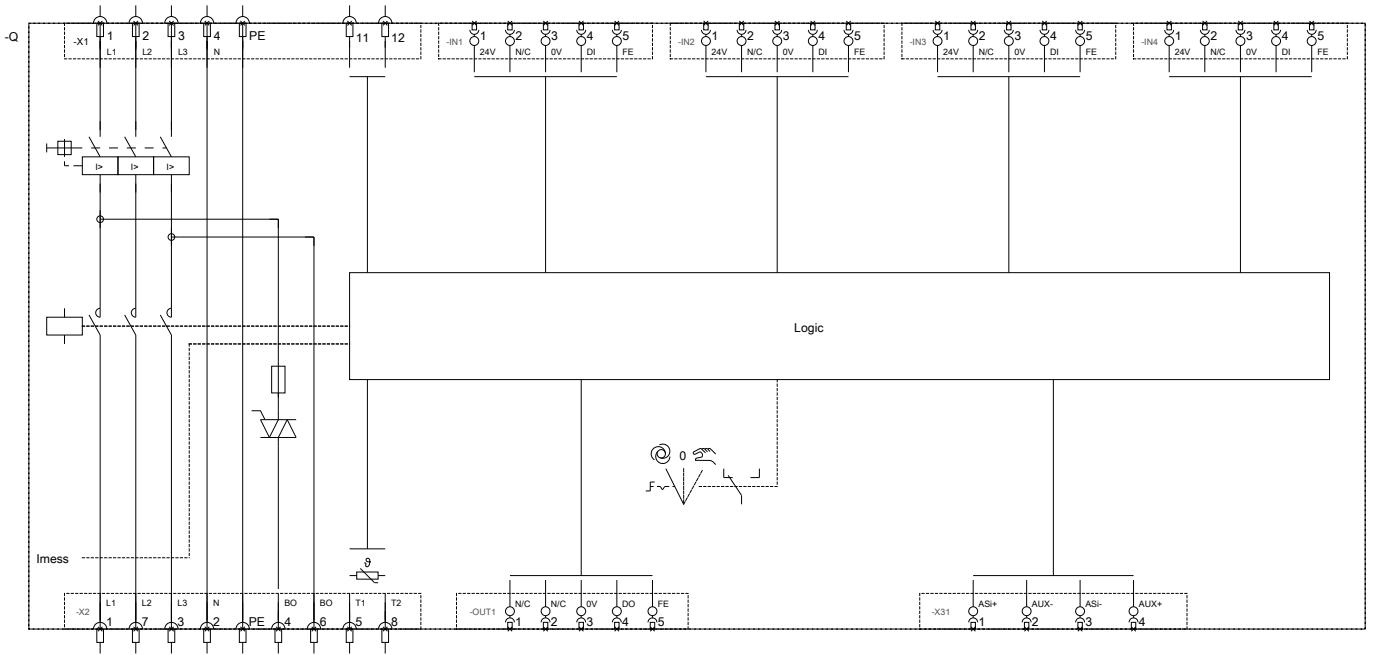 -Q
-X1 1 2 3 4 PE 11 12
L1 L2 L3 N
-IN1 1 2 3 4 5
24V N/C 0V DI FE
-IN2 1 2 3 4 5
24V N/C 0V DI FE
-IN3 1 2 3 4 5
24V N/C 0V DI FE
-IN4 1 2 3 4 5
24V N/C 0V DI FE
I> I> I>
Logic
0
Imess
ϑ
L1 L2 L3 N BO BO T1 T2
-X2 1 7 3 2 PE 4 6 5 8
N/C N/C 0V DO FE
-OUT1 1 2 3 4 5
ASi+ AUX- ASi- AUX+
-X31 1 2 3 4